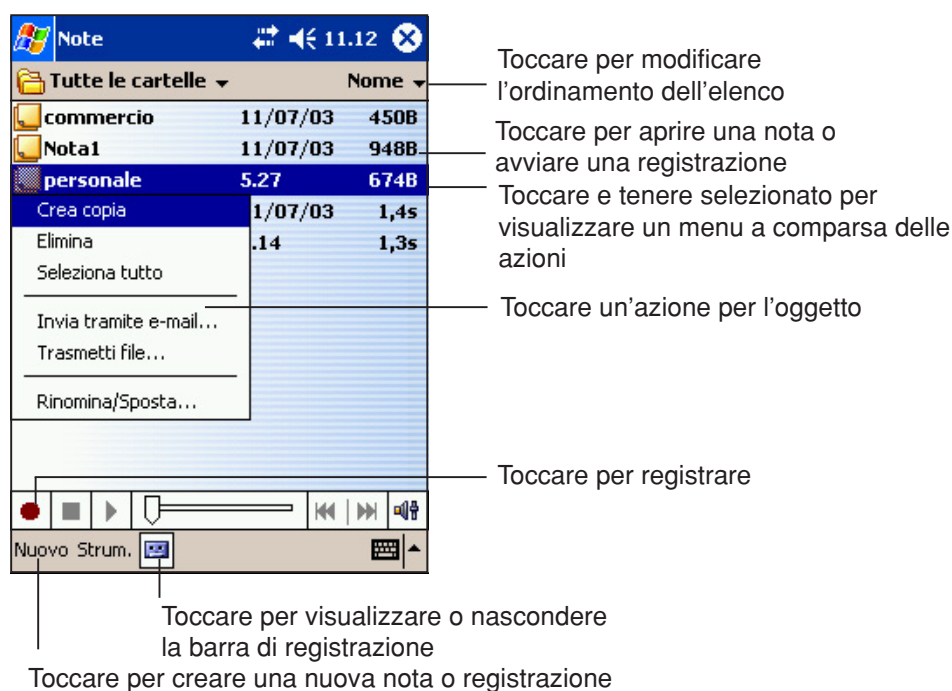 Note 11.12
Tutte le cartelle Nome
commercio 11/07/03 450B
Nota1 11/07/03 948B
personale 5.27 674B
1/07/03 1,4s
.14 1,3s
Crea copia
Elimina
Seleziona tutto
Invia tramite e-mail...
Trasmetti file...
Rinomina/Sposta...
Nuovo Strum.
Toccare per modificare
l'ordinamento dell'elenco
Toccare per aprire una nota o
avviare una registrazione
Toccare e tenere selezionato per
visualizzare un menu a comparsa delle
azioni
Toccare un'azione per l'oggetto
Toccare per registrare
Toccare per visualizzare o nascondere
la barra di registrazione
Toccare per creare una nuova nota o registrazione